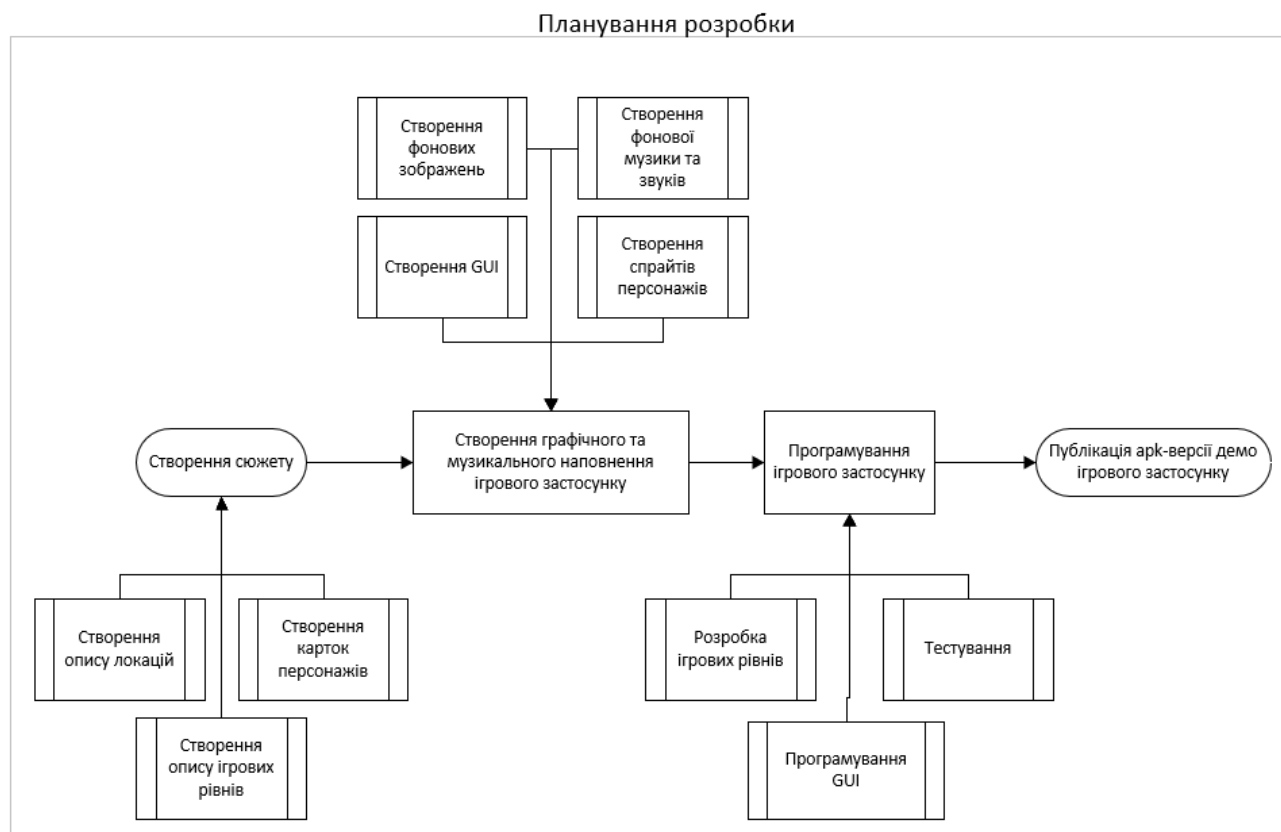 Планування розробки
Створення
фонових
зображень
Створення
фонової
музики та
звуків
Створення GUI
Створення
спрайтів
персонажів
Створення сюжету
Створення графічного та
музикального наповнення
ігрового застосунку
Програмування
ігрового застосунку
Публікація apk-версії демо
ігрового застосунку
Створення
опису локацій
Створення
карток
персонажів
Створення
опису ігрових
рівнів
Розробка
ігрових рівнів
Тестування
Програмування
GUI